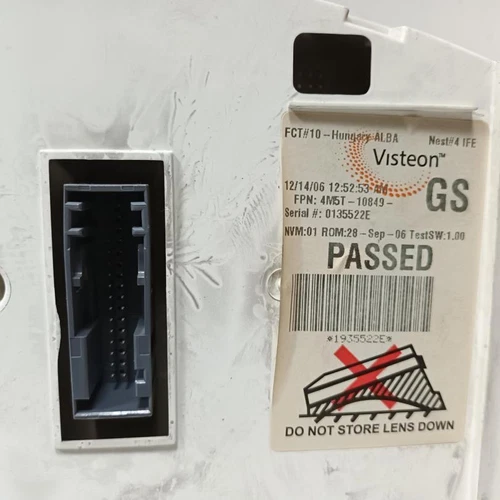 FCT#10-Hungary ALBA Nest#4 IFE
Visteon™
12/14/06 12:52:53 AM
FPN: 4M5T-10849- GS
Serial #: 0135522E
NVM:01 ROM:28-Sep-06 TestSW:1.00
PASSED
*1935522E*
DO NOT STORE LENS DOWN